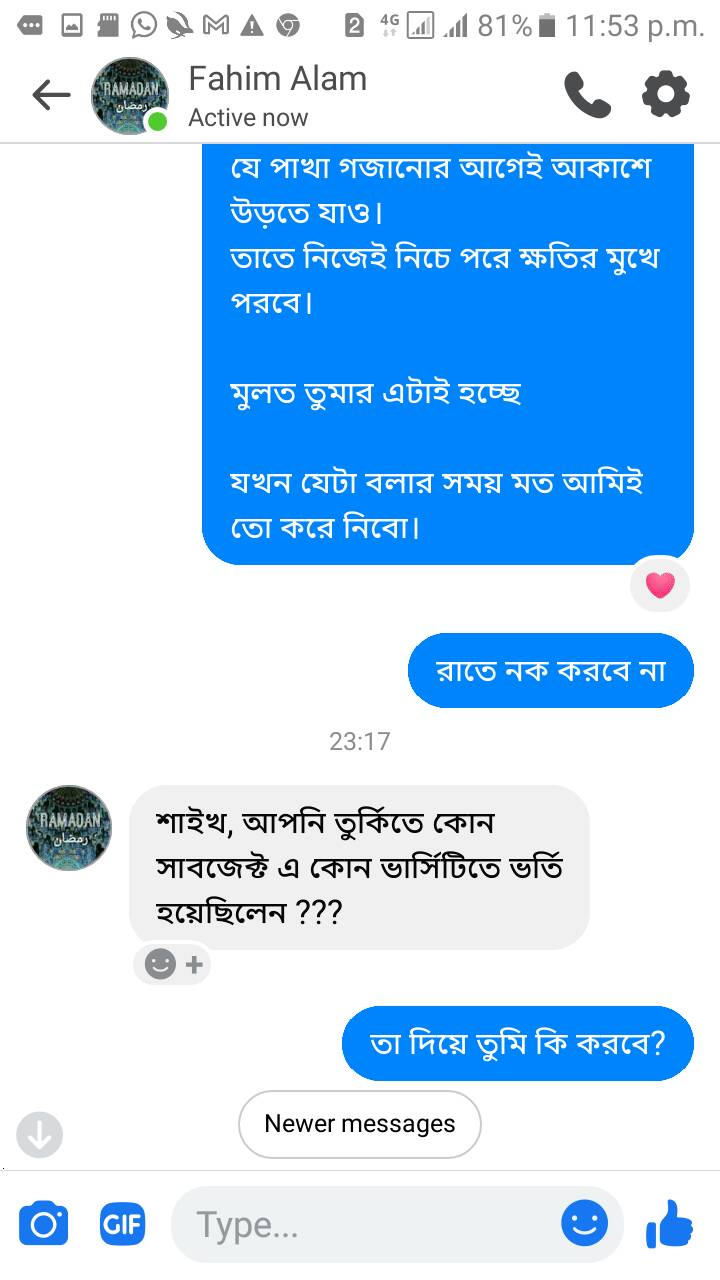 2 4G 81% 11:53 p.m.
Fahim Alam
Active now
RAMADAN
رمضان
যে পাখা গজানোর আগেই আকাশে
উড়তে যাও।
তাতে নিজেই নিচে পরে ক্ষতির মুখে
পরবে।
মুলত তুমার এটাই হচ্ছে
যখন যেটা বলার সময় মত আমিই
তো করে নিবো।
রাতে নক করবে না
23:17
RAMADAN
رمضان
শাইখ, আপনি তুর্কিতে কোন
সাবজেক্ট এ কোন ভার্সিটিতে ভর্তি
হয়েছিলেন ???
তা দিয়ে তুমি কি করবে?
Newer messages
GIF
Type...